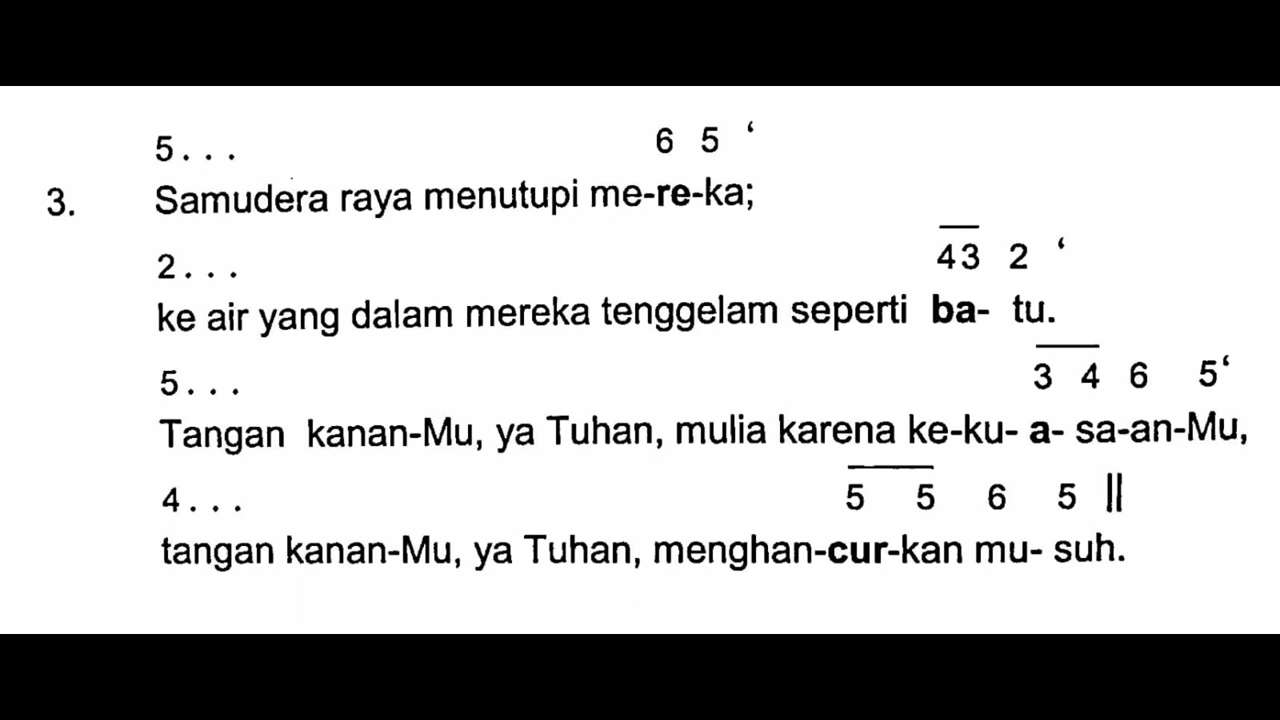 5... 6 5 ‘
3. Samudera raya menutupi me-re-ka;
2... 43 2 ‘
ke air yang dalam mereka tenggelam seperti ba- tu.
5... 3 4 6 5‘
Tangan kanan-Mu, ya Tuhan, mulia karena ke-ku- a- sa-an-Mu,
4... 5 5 6 5 ||
tangan kanan-Mu, ya Tuhan, menghan-cur-kan mu- suh.